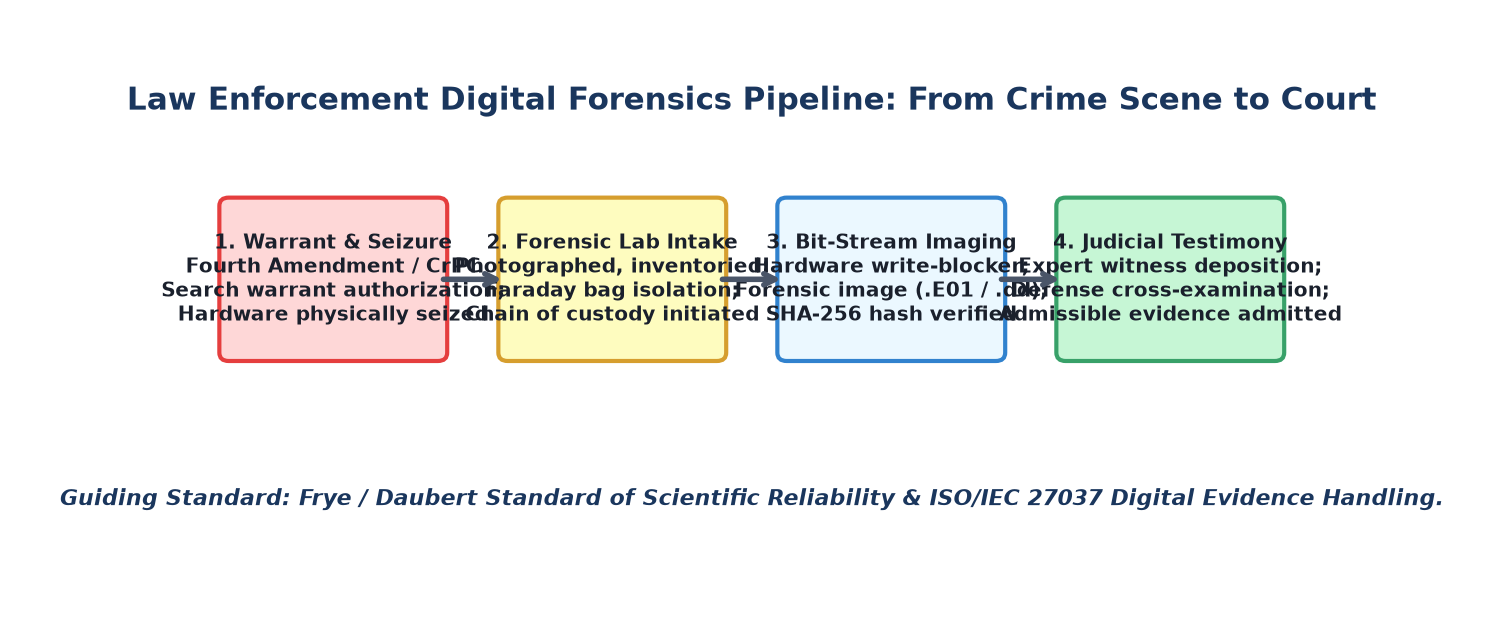 Law Enforcement Digital Forensics Pipeline: From Crime Scene to Court
1. Warrant & Seizure
Fourth Amendment / CrPC
Search warrant authorization;
Hardware physically seized
2. Forensic Lab Intake
Photographed, inventoried;
Faraday bag isolation;
Chain of custody initiated
3. Bit-Stream Imaging
Hardware write-blocker;
Forensic image (.E01 / .dd);
SHA-256 hash verified
4. Judicial Testimony
Expert witness deposition;
Defense cross-examination;
Admissible evidence admitted
Guiding Standard: Frye / Daubert Standard of Scientific Reliability & ISO/IEC 27037 Digital Evidence Handling.